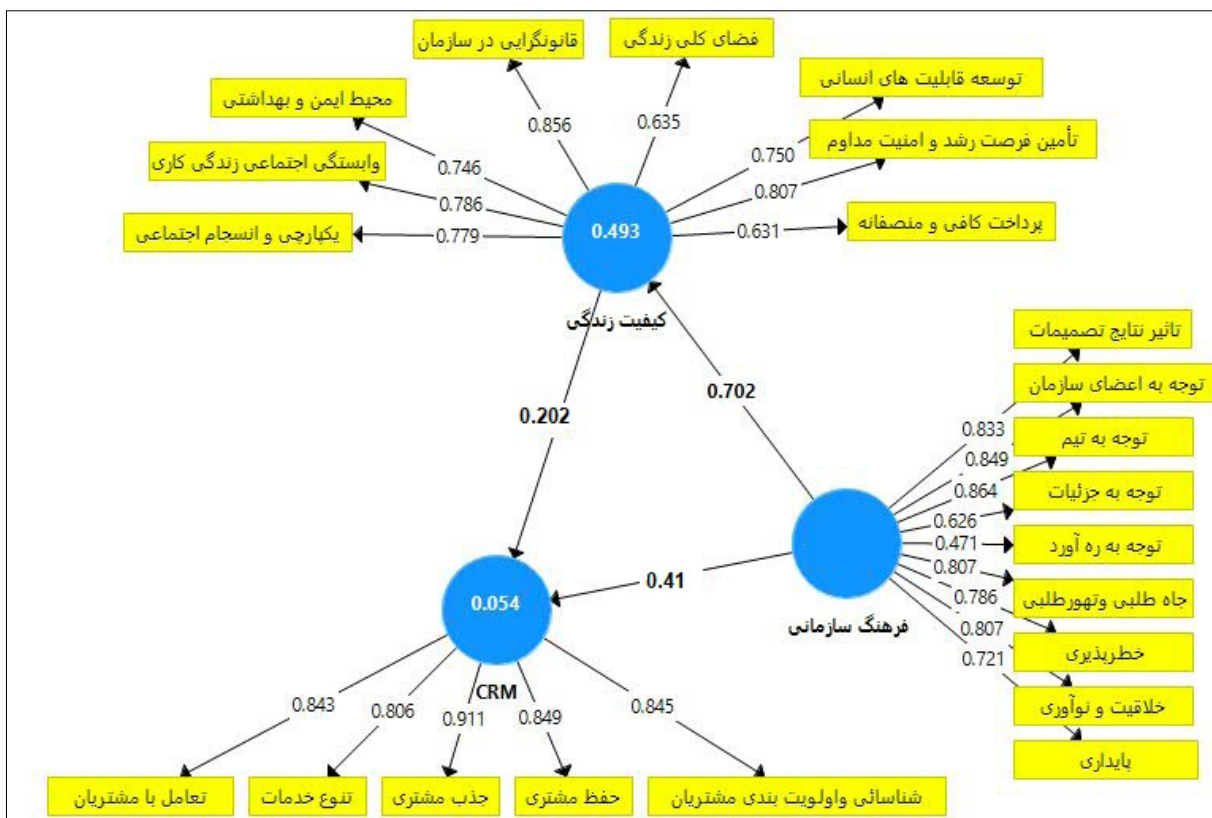 فضای کلی زندگی
قانونگرایی در سازمان
توسعه قابلیت های انسانی
محیط ایمن و بهداشتی
تأمین فرصت رشد و امنیت مداوم
وابستگی اجتماعی زندگی کاری
پرداخت کافی و منصفانه
یکپارچی و انسجام اجتماعی
0.856
0.635
0.750
0.746
0.807
0.786
0.631
0.779
0.493
کیفیت زندگی
0.702
0.202
تاثیر نتایج تصمیمات
توجه به اعضای سازمان
توجه به تیم
توجه به جزئیات
توجه به ره آورد
جاه طلبی وتهورطلبی
خطرپذیری
خلاقیت و نوآوری
پایداری
0.833
0.849
0.864
0.626
0.471
0.807
0.786
0.807
0.721
فرهنگ سازمانی
0.41
0.054
CRM
0.843
0.806
0.911
0.849
0.845
شناسائی واولویت بندی مشتریان
حفظ مشتری
جذب مشتری
تنوع خدمات
تعامل با مشتریان